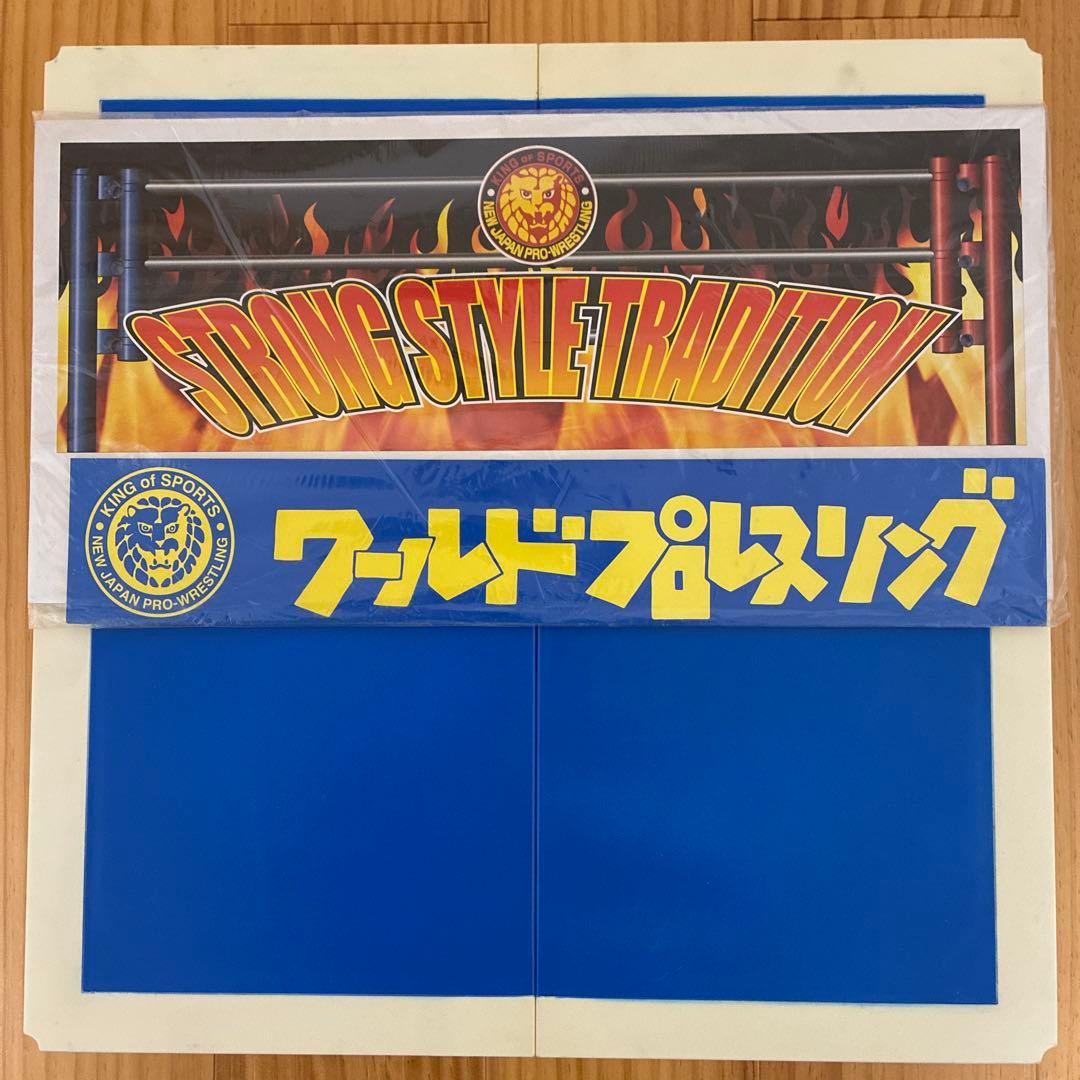 KING of SPORTS
NEW JAPAN PRO-WRESTLING
STRONG STYLE TRADITION
KING of SPORTS
NEW JAPAN PRO-WRESTLING
ワールドプロレスリング